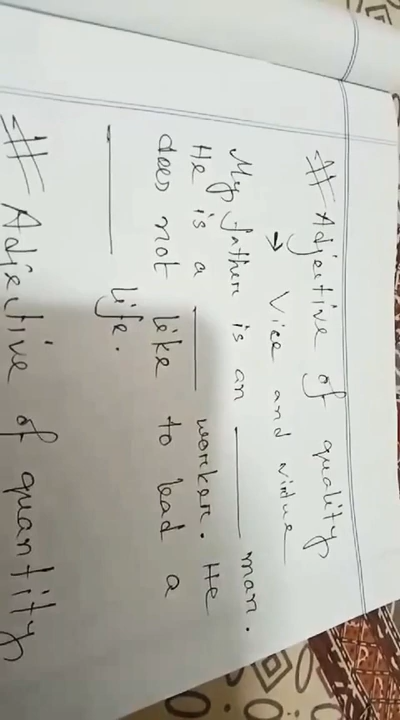 # Adjective of quality
→ Vice and virtue
My father is an ______ man.
He is a ______ worker. He
does not like to lead a
______ life.
# Adjective of quantity